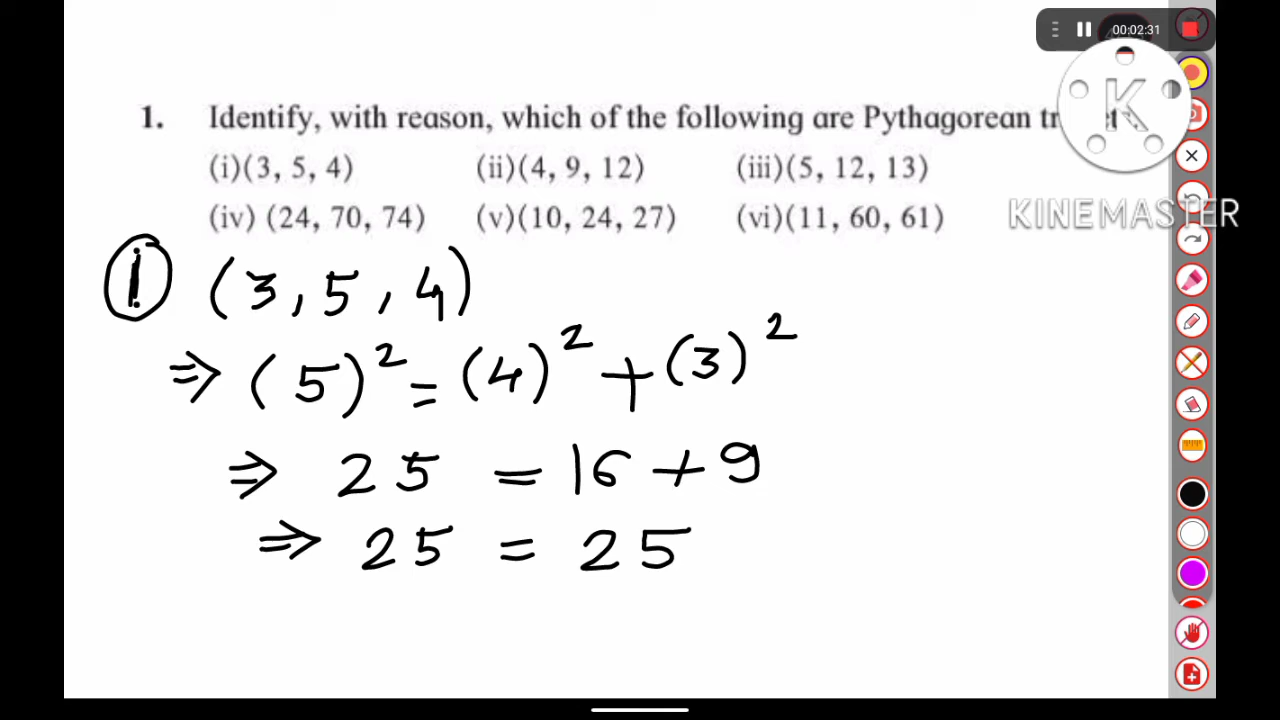 00:02:31
1. Identify, with reason, which of the following are Pythagorean
(i)(3, 5, 4) (ii)(4, 9, 12) (iii)(5, 12, 13)
(iv) (24, 70, 74) (v)(10, 24, 27) (vi)(11, 60, 61)
K
KINEMASTER
i (3, 5, 4)
⇒ (5)² = (4)² + (3)²
⇒ 25 = 16 + 9
⇒ 25 = 25